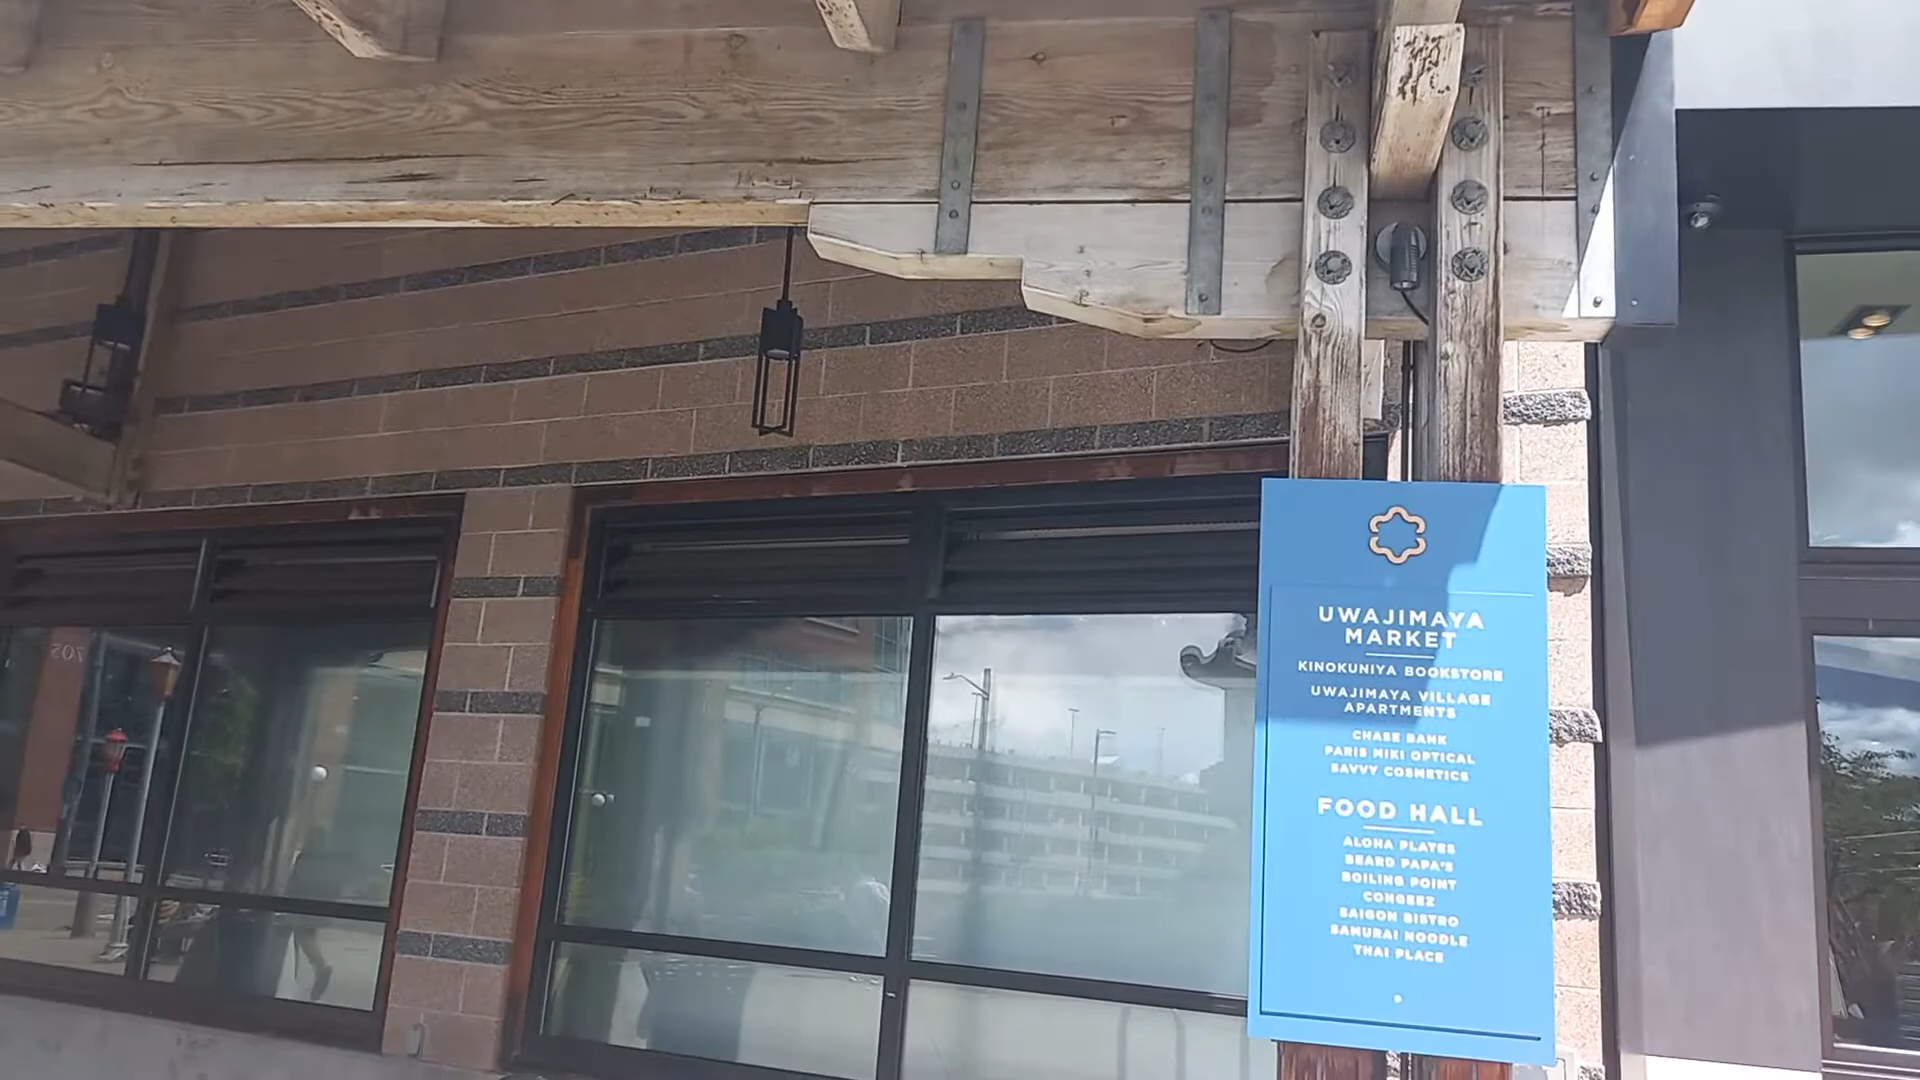 UWAJIMAYA
MARKET
KINOKUNIYA BOOKSTORE
UWAJIMAYA VILLAGE
APARTMENTS
CHASE BANK
PARIS MIKI OPTICAL
SAVVY COSMETICS
FOOD HALL
ALOHA PLATES
BEARD PAPA'S
BOILING POINT
CONGEEZ
SAIGON BISTRO
SAMURAI NOODLE
THAI PLACE
705